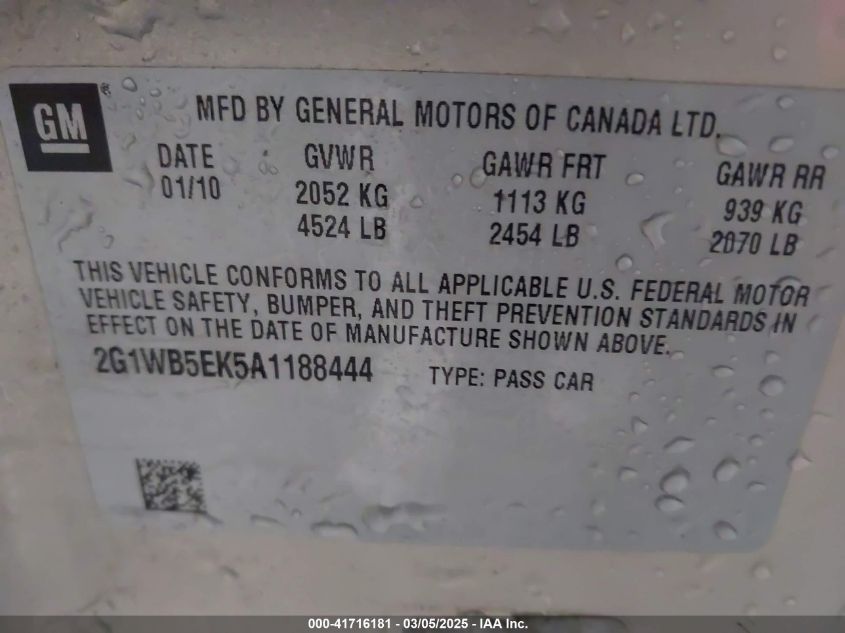 GM®
MFD BY GENERAL MOTORS OF CANADA LTD.
DATE GVWR GAWR FRT GAWR RR
01/10 2052 KG 1113 KG 939 KG
4524 LB 2454 LB 2070 LB
THIS VEHICLE CONFORMS TO ALL APPLICABLE U.S. FEDERAL MOTOR
VEHICLE SAFETY, BUMPER, AND THEFT PREVENTION STANDARDS IN
EFFECT ON THE DATE OF MANUFACTURE SHOWN ABOVE.
2G1WB5EK5A1188444 TYPE: PASS CAR
000-41716181 - 03/05/2025 - IAA Inc.